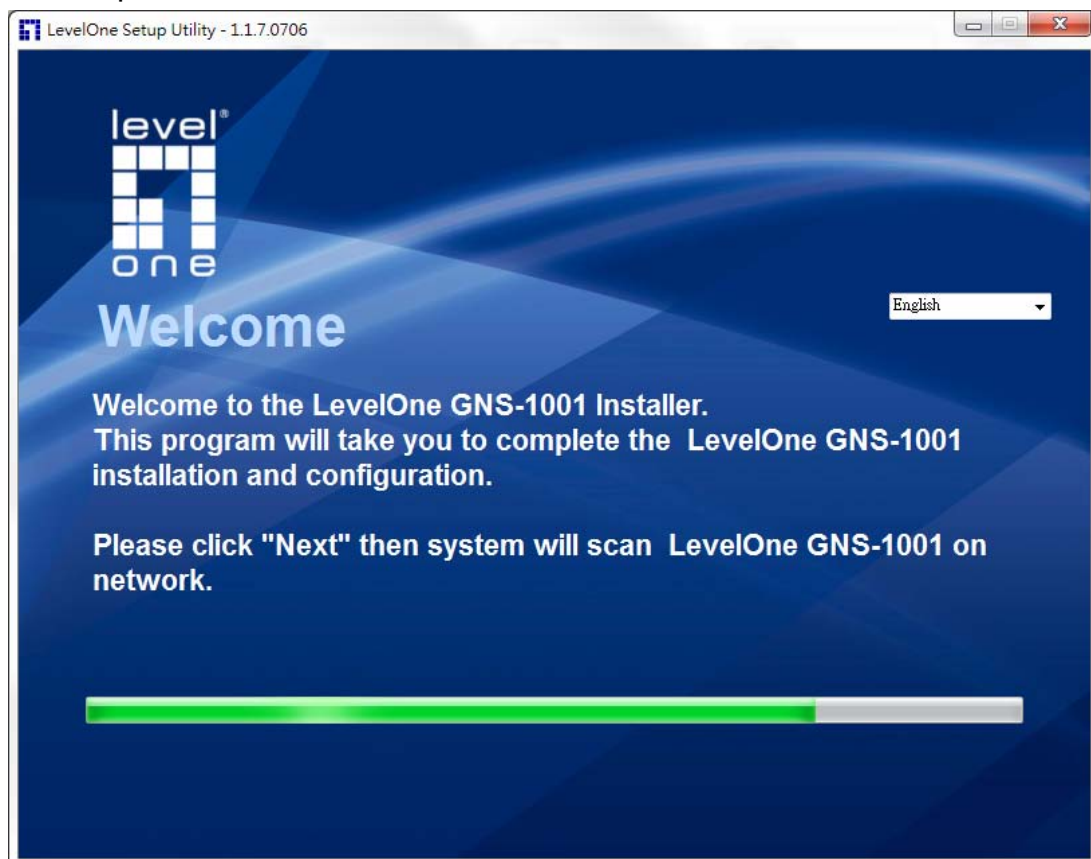 LevelOne Setup Utility - 1.1.7.0706
level®
one
Welcome
English
Welcome to the LevelOne GNS-1001 Installer.
This program will take you to complete the LevelOne GNS-1001
installation and configuration.
Please click "Next" then system will scan LevelOne GNS-1001 on
network.